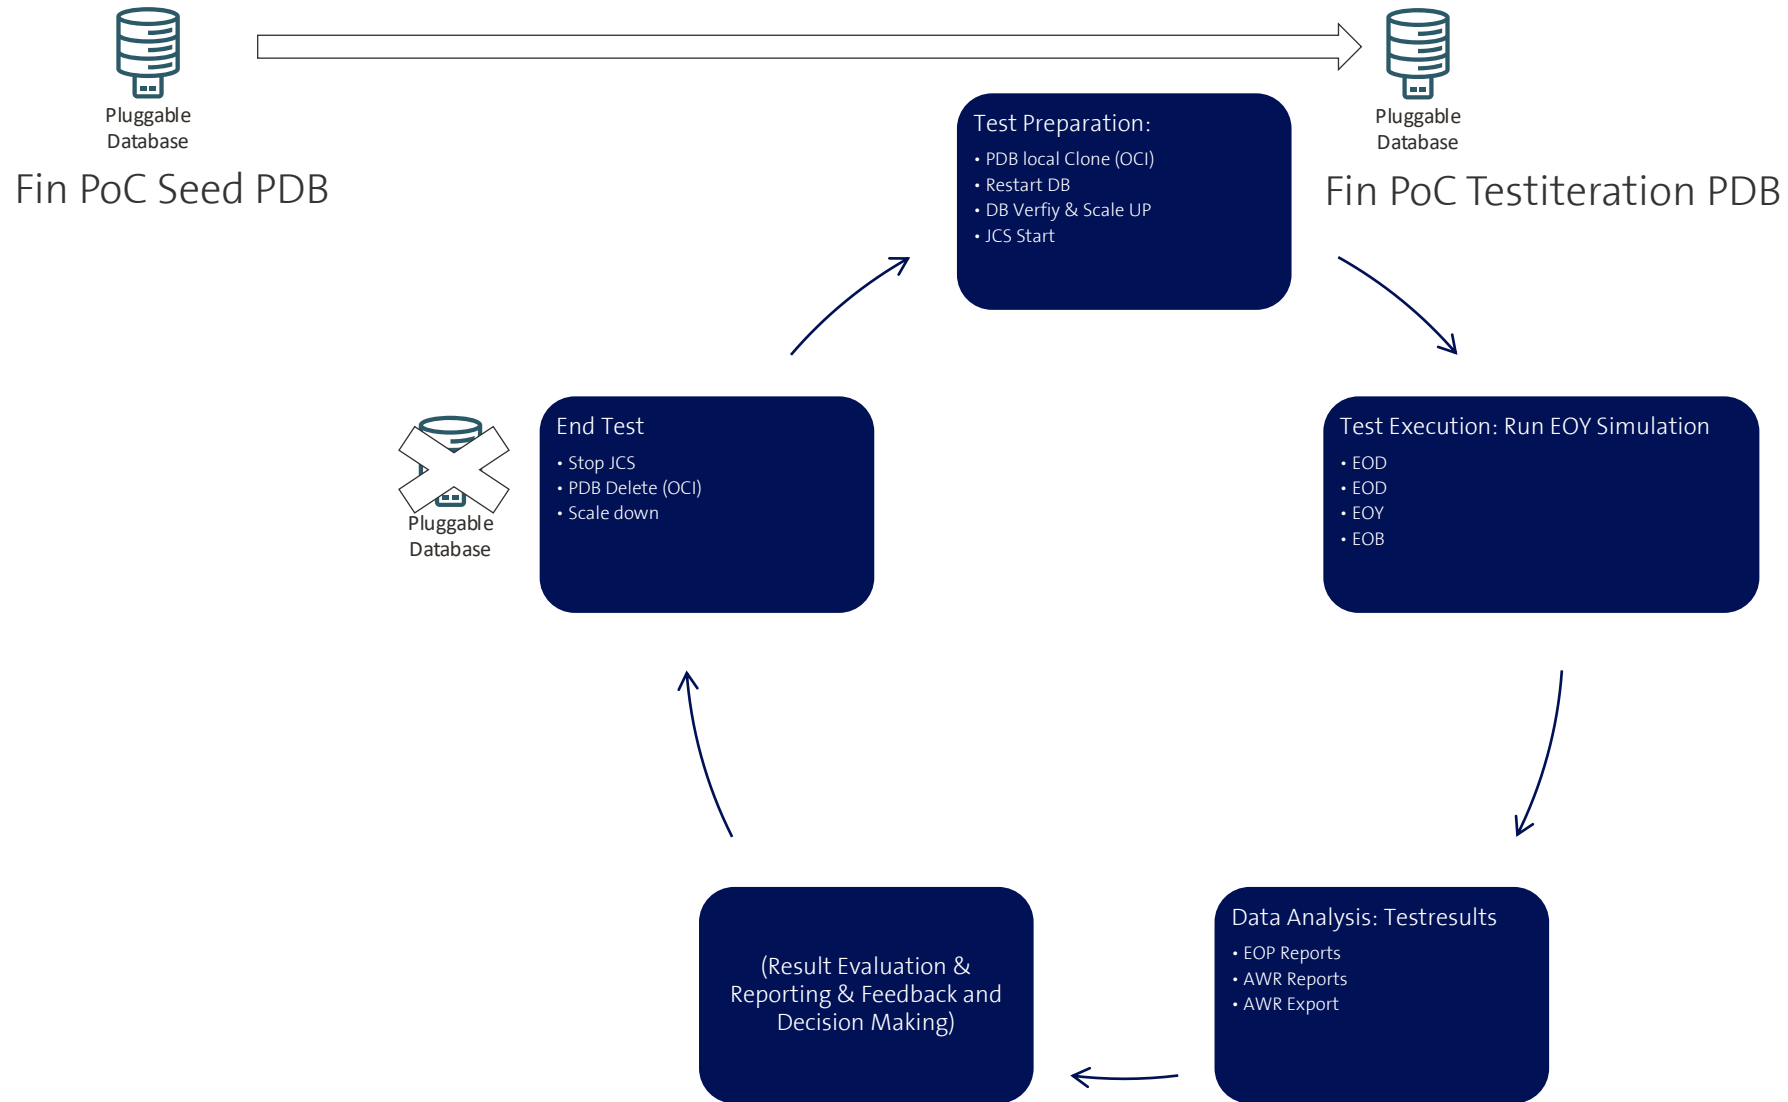 Pluggable
Database
Fin PoC Seed PDB
Pluggable
Database
Fin PoC Testiteration PDB
Test Preparation:
• PDB local Clone (OCI)
• Restart DB
• DB Verfiy & Scale UP
• JCS Start
Test Execution: Run EOY Simulation
• EOD
• EOD
• EOY
• EOB
Data Analysis: Testresults
• EOP Reports
• AWR Reports
• AWR Export
(Result Evaluation &
Reporting & Feedback and
Decision Making)
End Test
• Stop JCS
• PDB Delete (OCI)
• Scale down
Pluggable
Database